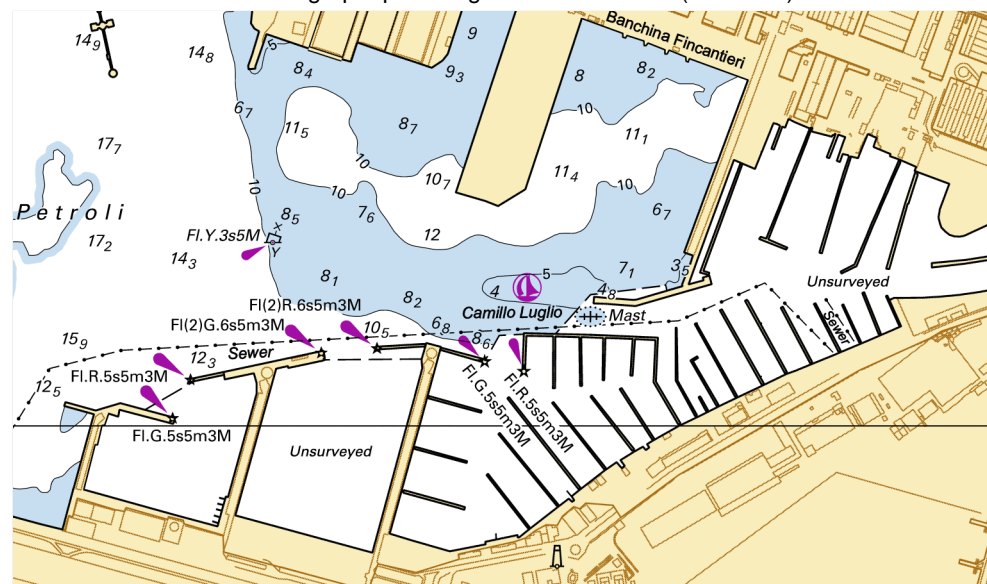 Banchina Fincantieri
14₉
14₈
5
8₄
9
9₃
8
8₂
6₇
11₅
8₇
10
11₁
17₇
10
10
10
10₇
11₄
10
Petroli
8₅
7₆
6₇
17₂
12
Fl.Y.3s5M
Y
14₃
8₁
7₁
3₅
5
4
4₈
Unsurveyed
Fl(2)R.6s5m3M
8₂
Camillo Luglio
Mast
Fl(2)G.6s5m3M
10₅
6₈
8₆
7
Sewer
15₉
12₃
Sewer
Fl.R.5s5m3M
12₅
Fl.G.5s5m3M
Fl.R.5s5m3M
Fl.G.5s5m3M
Unsurveyed